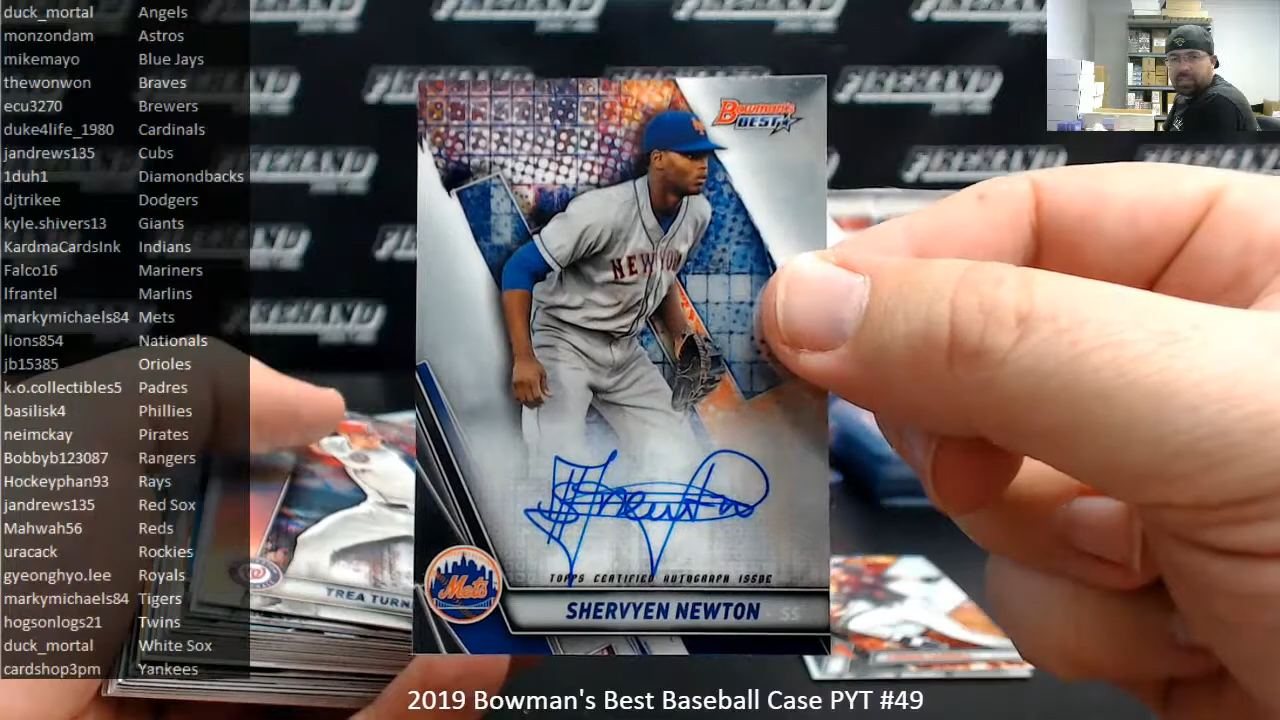 duck_mortal Angels
monzondam Astros
mikemayo Blue Jays
thewonwon Braves
ecu3270 Brewers
duke4life_1980 Cardinals
jandrews135 Cubs
1duh1 Diamondbacks
djtrikee Dodgers
kyle.shivers13 Giants
KardmaCardsInk Indians
Falco16 Mariners
lfrantel Marlins
markymichaels84 Mets
lions854 Nationals
jb15385 Orioles
k.o.collectibles5 Padres
basilisk4 Phillies
neimckay Pirates
Bobbyb123087 Rangers
Hockeyphan93 Rays
jandrews135 Red Sox
Mahwah56 Reds
uracack Rockies
gyeonghyo.lee Royals
markymichaels84 Tigers
hogsonlogs21 Twins
duck_mortal White Sox
cardshop3pm Yankees
Bowman's
BEST
NEW YORK
TOPPS CERTIFIED AUTOGRAPH ISSUE
Mets
SHERVYEN NEWTON SS
TREA TURN
2019 Bowman's Best Baseball Case PYT #49